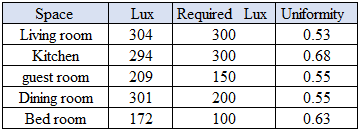 Space Lux Required Lux Uniformity
Living room 304 300 0.53
Kitchen 294 300 0.68
guest room 209 150 0.55
Dining room 301 200 0.55
Bed room 172 100 0.63